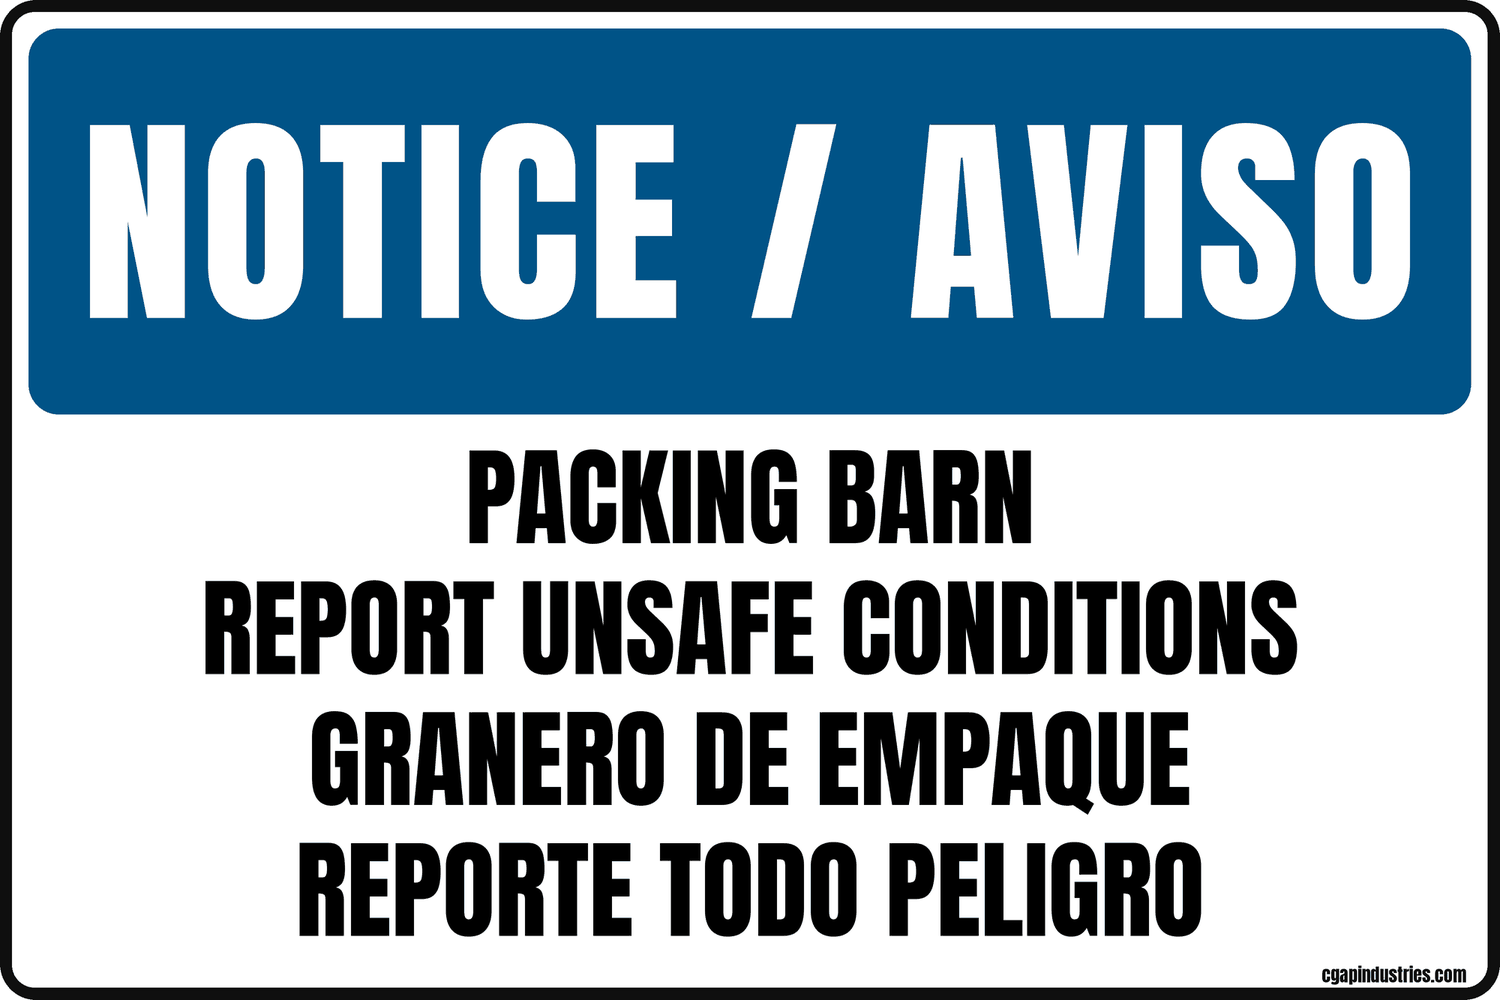 NOTICE / AVISO
PACKING BARN
REPORT UNSAFE CONDITIONS
GRANERO DE EMPAQUE
REPORTE TODO PELIGRO
cgapindustries.com